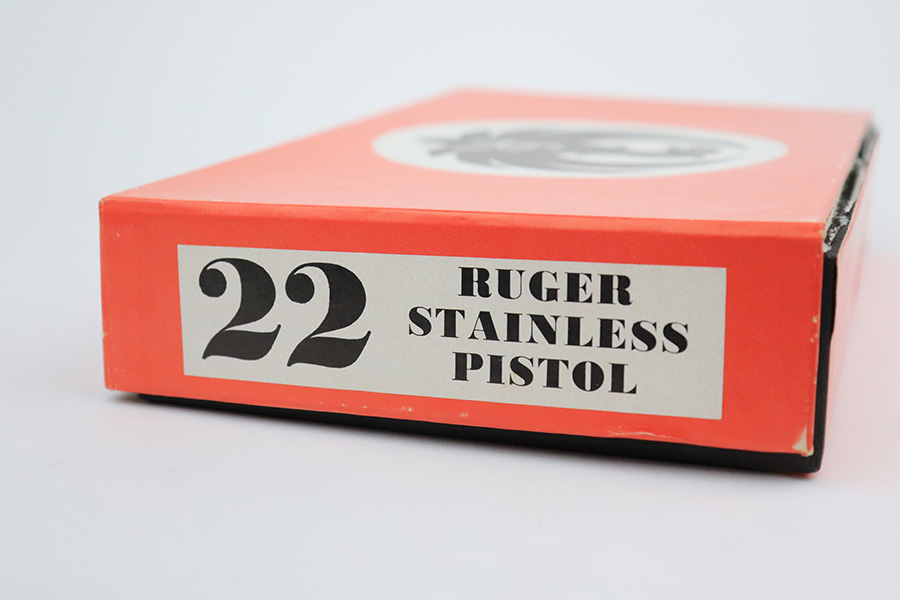 22
RUGER
STAINLESS
PISTOL